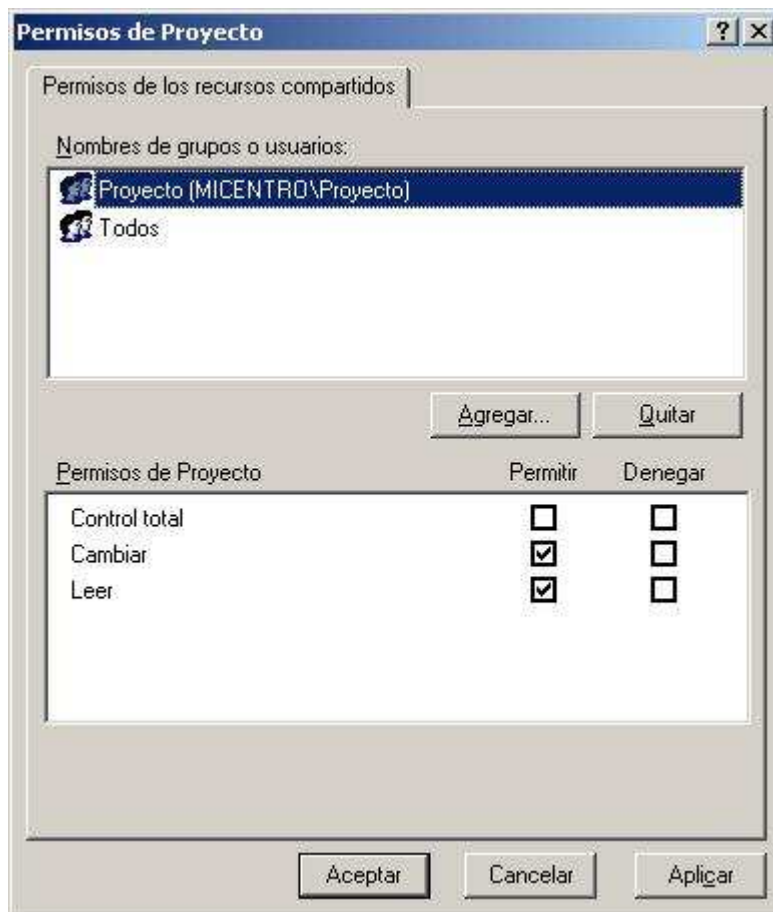 Permisos de Proyecto
Permisos de los recursos compartidos
Nombres de grupos o usuarios:
Proyecto (MICENTRO\Proyecto)
Todos
Agregar... Quitar
Permisos de Proyecto Permitir Denegar
Control total
Cambiar
Leer
Aceptar Cancelar Aplicar